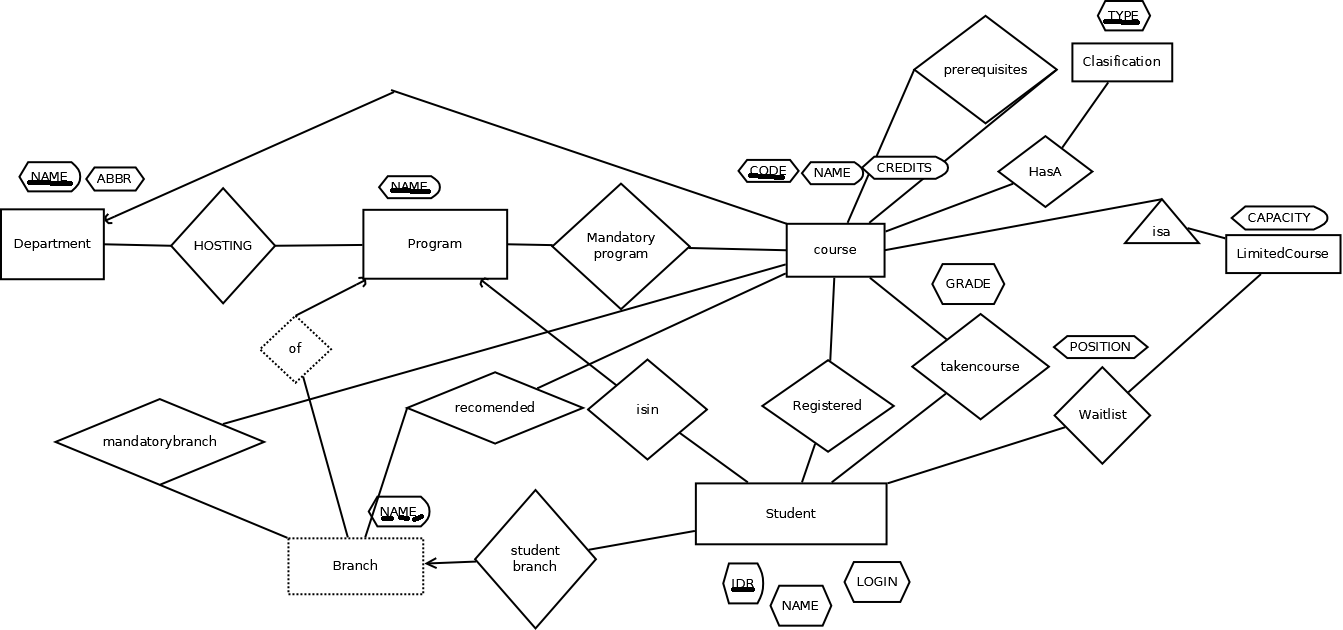 TYPE
Clasification
prerequisites
HasA
CODE
NAME
CREDITS
NAME
ABBR
NAME
Department
HOSTING
Program
Mandatory
program
course
isa
CAPACITY
LimitedCourse
GRADE
of
POSITION
takencourse
mandatorybranch
recomended
isin
Registered
Waitlist
NAME
Student
Branch
student
branch
IDR
NAME
LOGIN